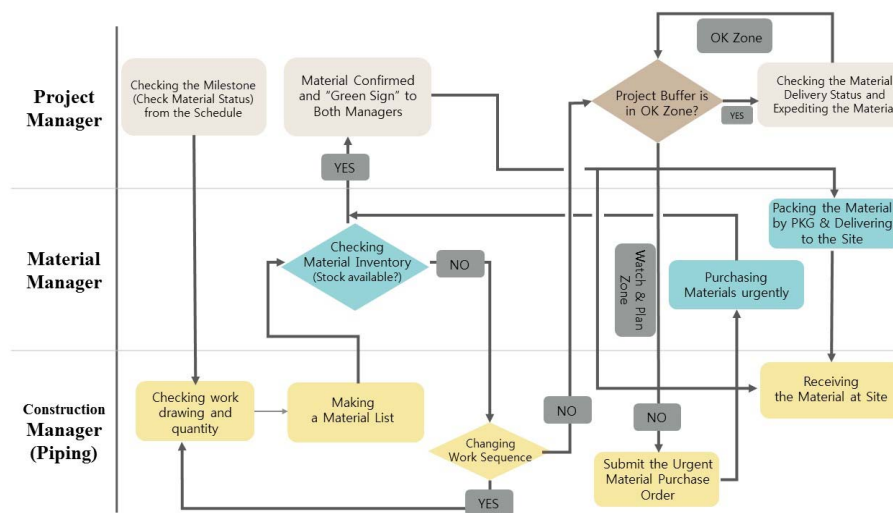 Project
Manager
Checking the Milestone
(Check Material Status)
from the Schedule
Material Confirmed
and "Green Sign" to
Both Managers
YES
OK Zone
Project Buffer is
in OK Zone?
YES
Checking the Material
Delivery Status and
Expediting the Material
Material
Manager
Checking
Material Inventory
(Stock available?)
NO
Watch & Plan
Zone
Purchasing
Materials urgently
Packing the Material
by PKG & Delivering
to the Site
Construction
Manager
(Piping)
Checking work
drawing and
quantity
Making
a Material List
Changing
Work Sequence
YES
NO
NO
Submit the Urgent
Material Purchase
Order
Receiving
the Material at Site